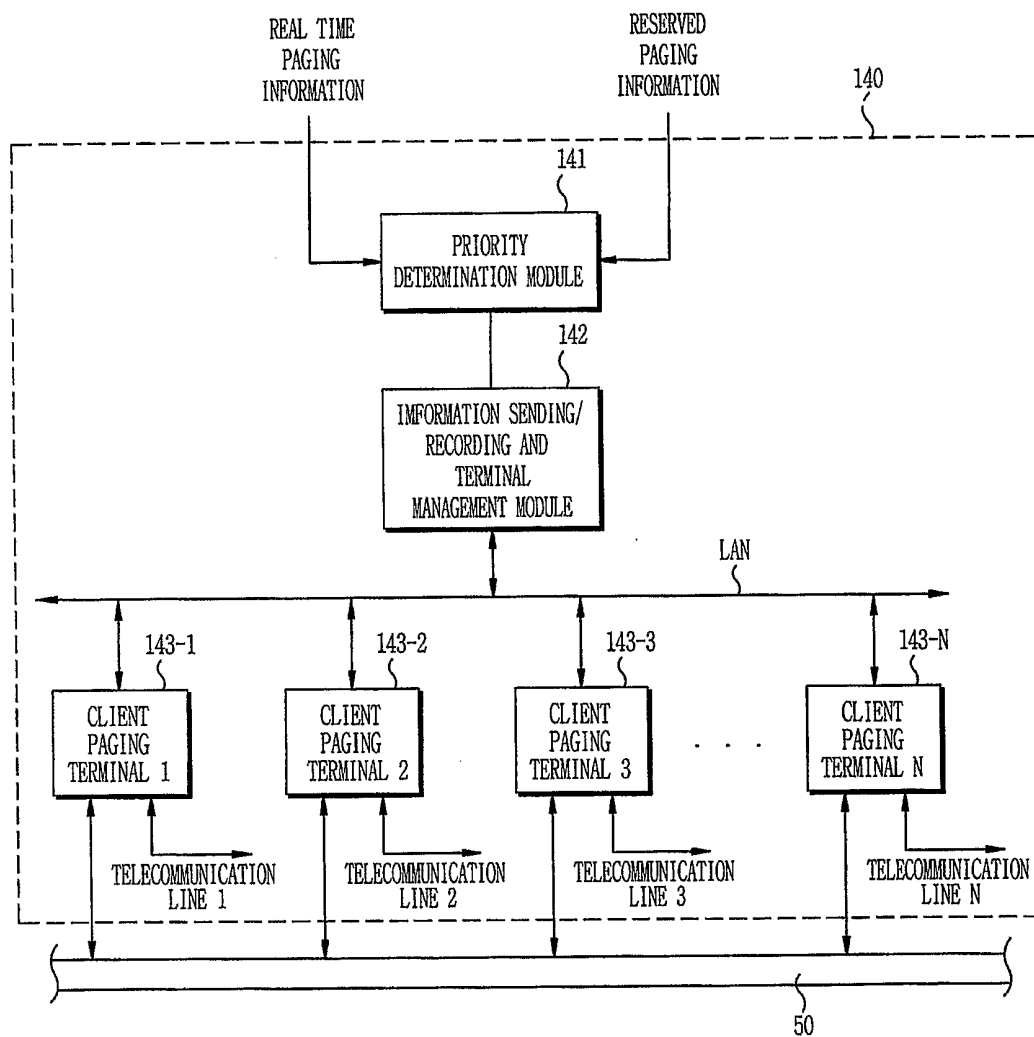 REAL TIME
PAGING
INFORMATION
RESERVED
PAGING
INFORMATION
140
141
PRIORITY
DETERMINATION MODULE
142
IMFORMATION SENDING/
RECORDING AND
TERMINAL
MANAGEMENT MODULE
LAN
143-1
143-2
143-3
143-N
CLIENT
PAGING
TERMINAL 1
CLIENT
PAGING
TERMINAL 2
CLIENT
PAGING
TERMINAL 3
. . .
CLIENT
PAGING
TERMINAL N
TELECOMMUNICATION
LINE 1
TELECOMMUNICATION
LINE 2
TELECOMMUNICATION
LINE 3
TELECOMMUNICATION
LINE N
50